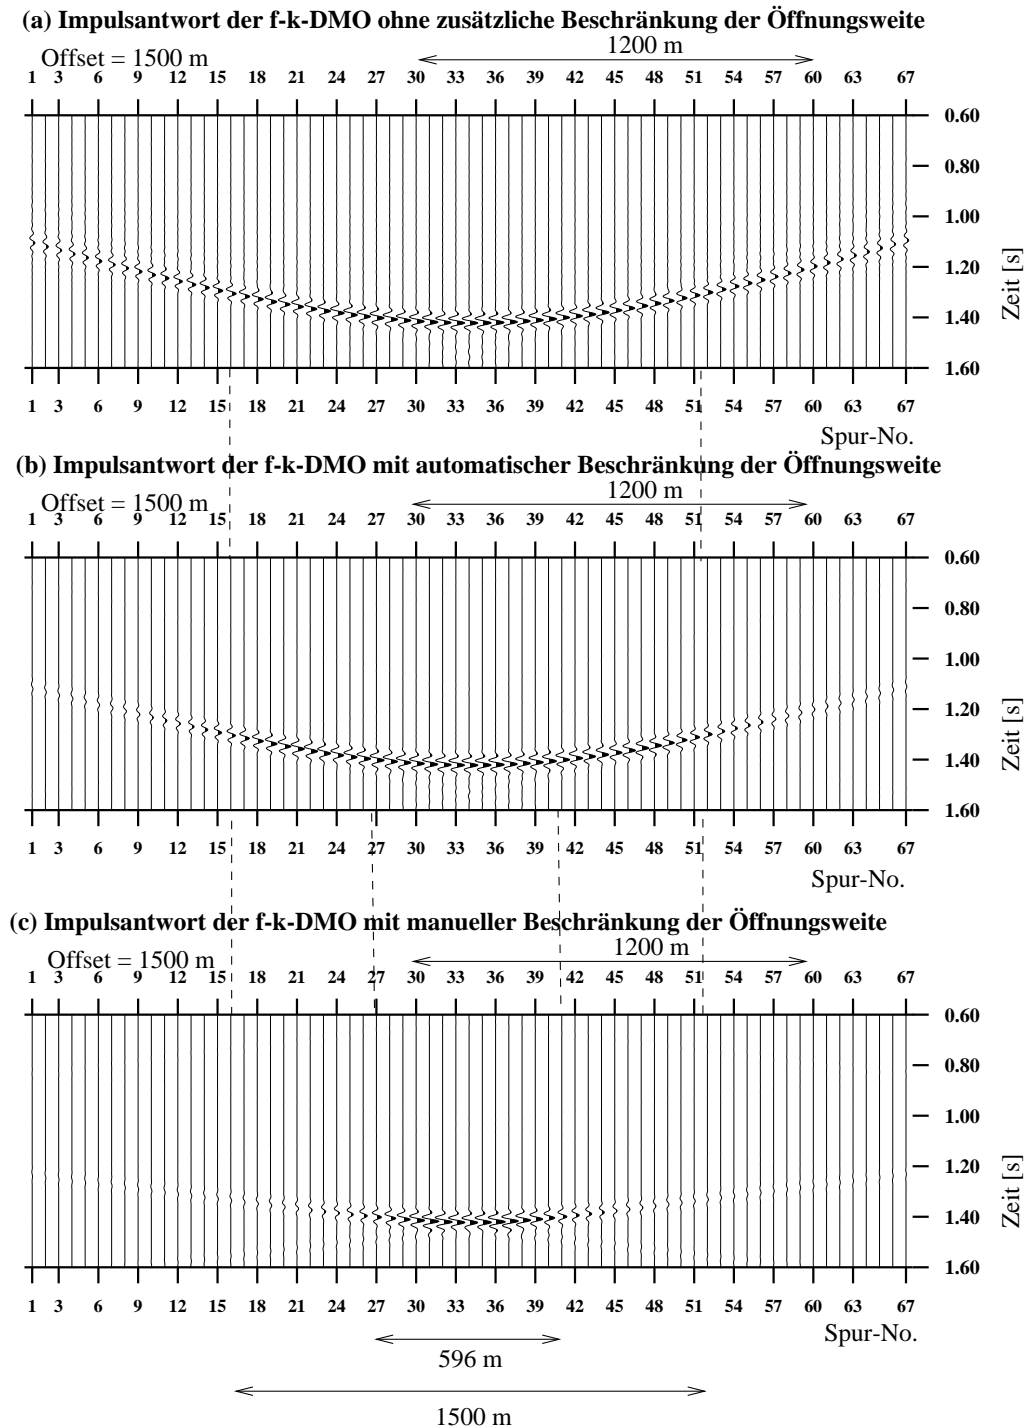 (a) Impulsantwort der f-k-DMO ohne zusätzliche Beschränkung der Öffnungsweite
Offset = 1500 m
1200 m
1 3 6 9 12 15 18 21 24 27 30 33 36 39 42 45 48 51 54 57 60 63 67
0.60
0.80
1.00
1.20
1.40
1.60
Zeit [s]
1 3 6 9 12 15 18 21 24 27 30 33 36 39 42 45 48 51 54 57 60 63 67
Spur-No.
(b) Impulsantwort der f-k-DMO mit automatischer Beschränkung der Öffnungsweite
Offset = 1500 m
1200 m
1 3 6 9 12 15 18 21 24 27 30 33 36 39 42 45 48 51 54 57 60 63 67
0.60
0.80
1.00
1.20
1.40
1.60
Zeit [s]
1 3 6 9 12 15 18 21 24 27 30 33 36 39 42 45 48 51 54 57 60 63 67
Spur-No.
(c) Impulsantwort der f-k-DMO mit manueller Beschränkung der Öffnungsweite
Offset = 1500 m
1200 m
1 3 6 9 12 15 18 21 24 27 30 33 36 39 42 45 48 51 54 57 60 63 67
0.60
0.80
1.00
1.20
1.40
1.60
Zeit [s]
1 3 6 9 12 15 18 21 24 27 30 33 36 39 42 45 48 51 54 57 60 63 67
Spur-No.
596 m
1500 m